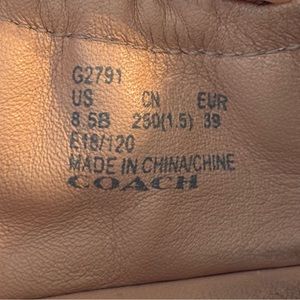 G2791
US CN EUR
8.5B 250(1.5) 39
E18/120
MADE IN CHINA/CHINE
COACH